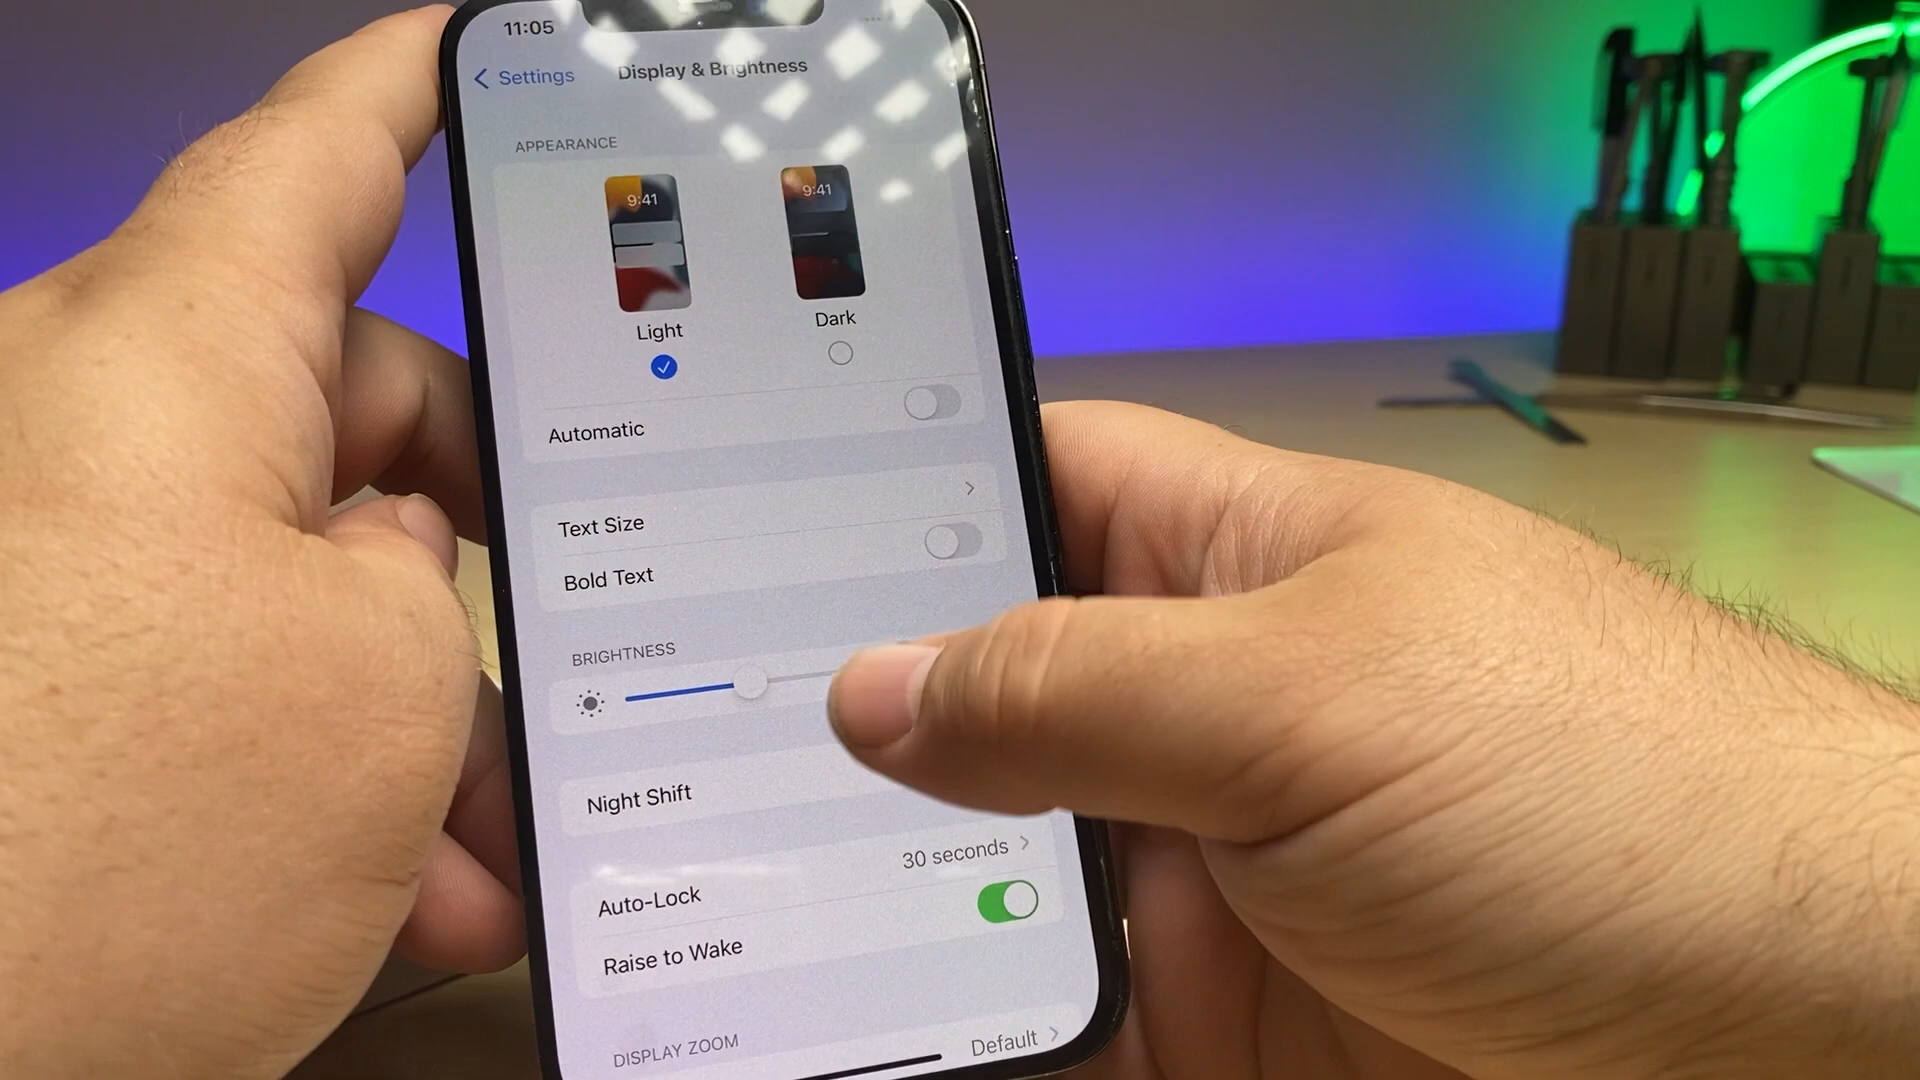 11:05
Settings
Display & Brightness
APPEARANCE
9:41
9:41
Light
Dark
Automatic
Text Size
Bold Text
BRIGHTNESS
Night Shift
Auto-Lock
30 seconds
Raise to Wake
DISPLAY ZOOM
Default